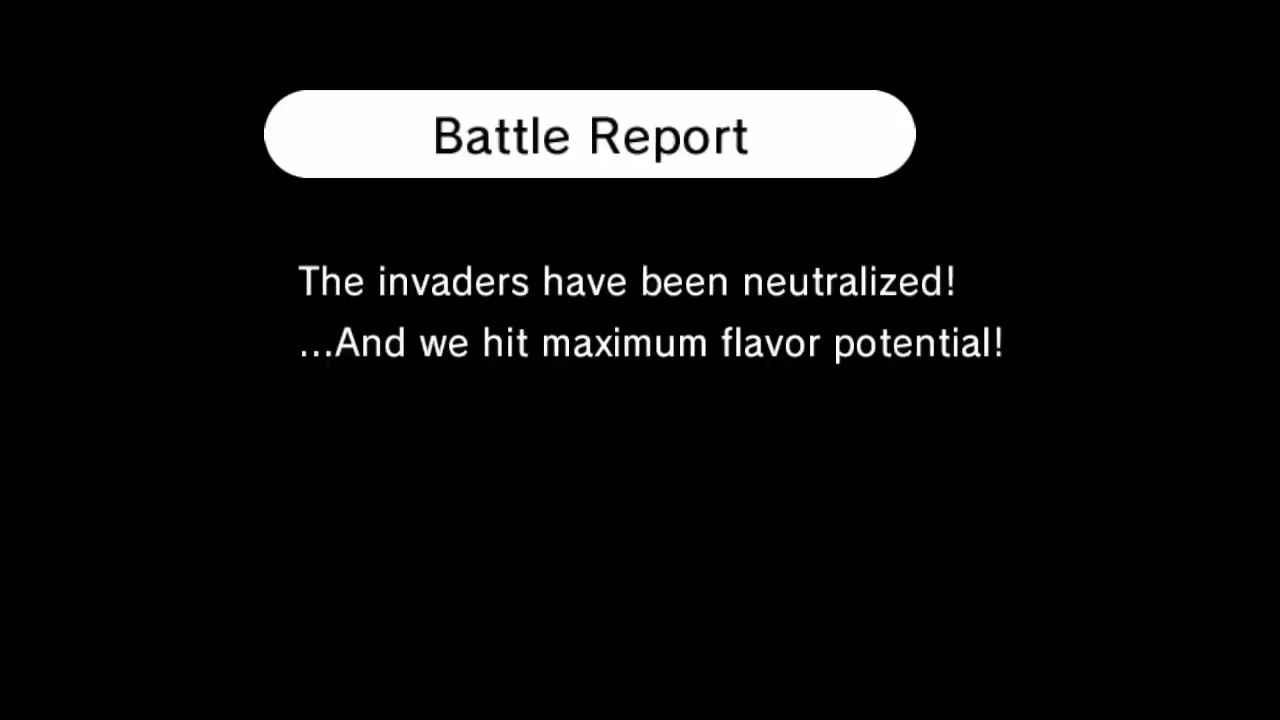 Battle Report
The invaders have been neutralized!
...And we hit maximum flavor potential!